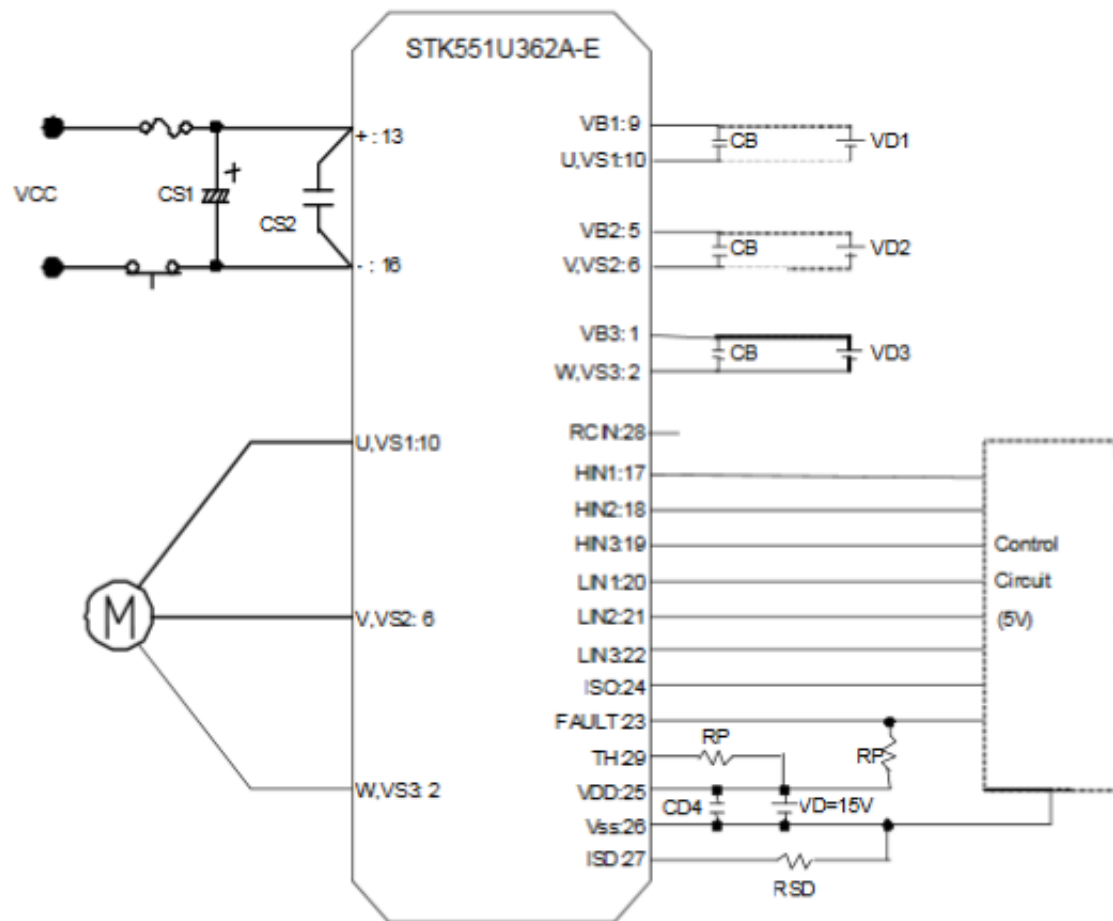 STK551U362A-E
+ : 13
VCC
CS1
+
CS2
- : 16
VB1: 9
CB
VD1
U,VS1:10
VB2: 5
CB
VD2
V,VS2: 6
VB3: 1
CB
VD3
W,VS3: 2
RCIN:28
U,VS1:10
HIN1:17
HIN2:18
HIN3:19
Control
LIN1:20
Circuit
M
V,VS2: 6
LIN2:21
(5V)
LIN3:22
ISO:24
FAULT:23
RP
RP
TH:29
W,VS3: 2
VDD:25
CD4
VD=15V
Vss:26
ISD:27
RSD